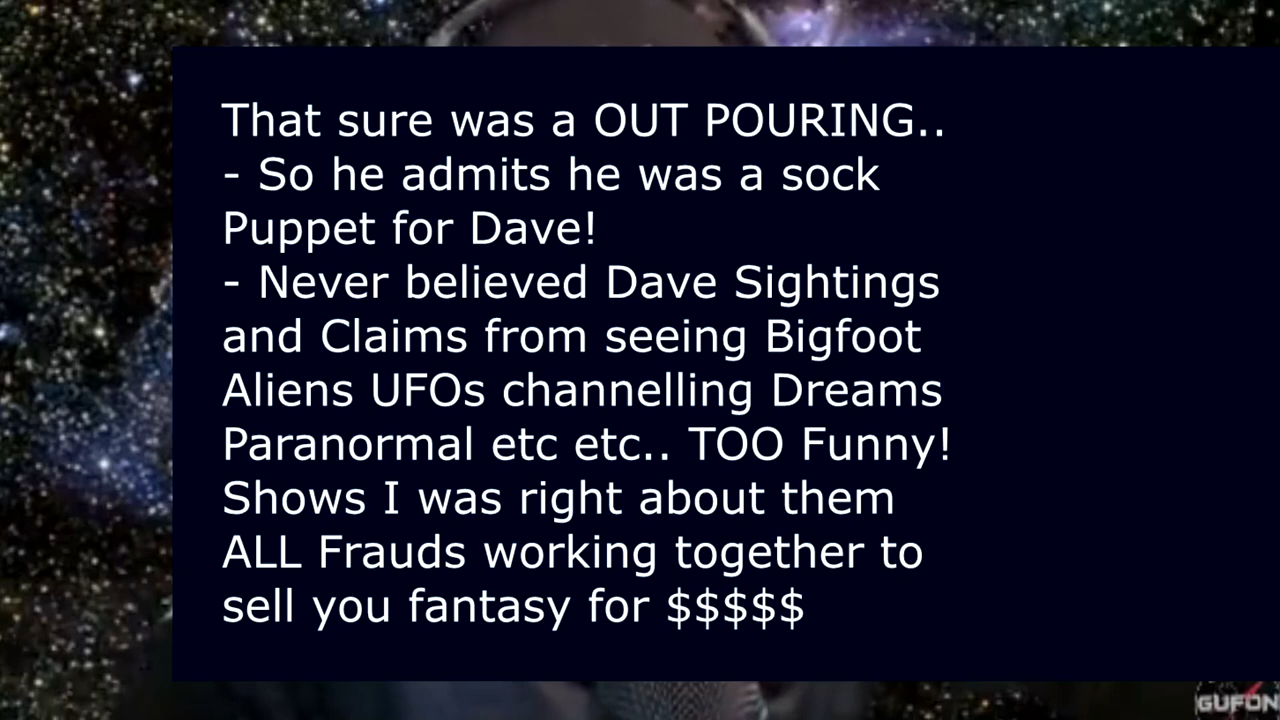 That sure was a OUT POURING..
- So he admits he was a sock
Puppet for Dave!
- Never believed Dave Sightings
and Claims from seeing Bigfoot
Aliens UFOs channelling Dreams
Paranormal etc etc.. TOO Funny!
Shows I was right about them
ALL Frauds working together to
sell you fantasy for $$$$$
GUFON